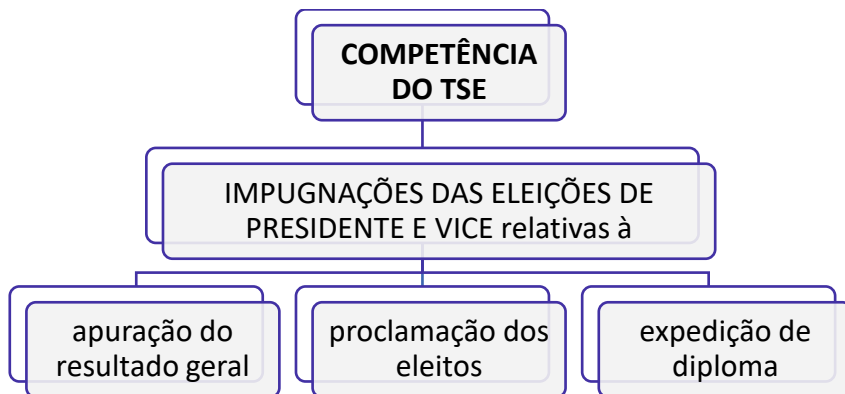 COMPETÊNCIA
DO TSE
IMPUGNAÇÕES DAS ELEIÇÕES DE
PRESIDENTE E VICE relativas à
apuração do
resultado geral
proclamação dos
eleitos
expedição de
diploma